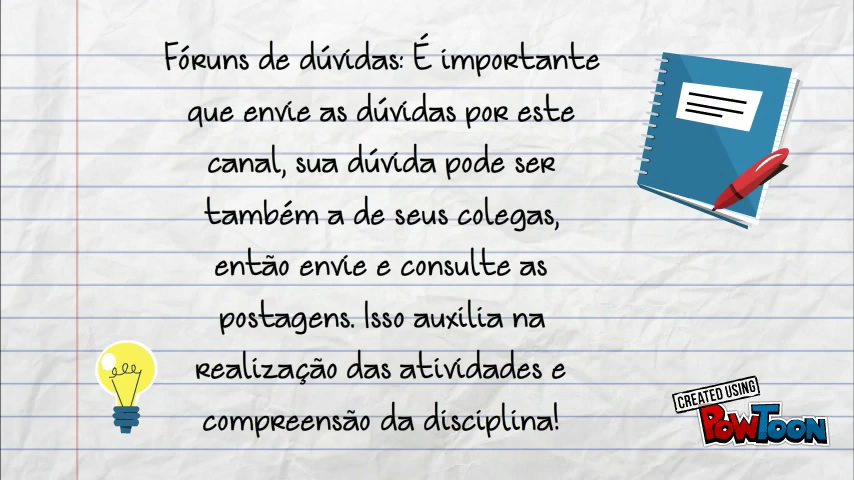 Fóruns de dúvidas: É importante
que envie as dúvidas por este
canal, sua dúvida pode ser
também a de seus colegas,
então envie e consulte as
postagens. Isso auxilia na
realização das atividades e
compreensão da disciplina!
CREATED USING
POWTOON